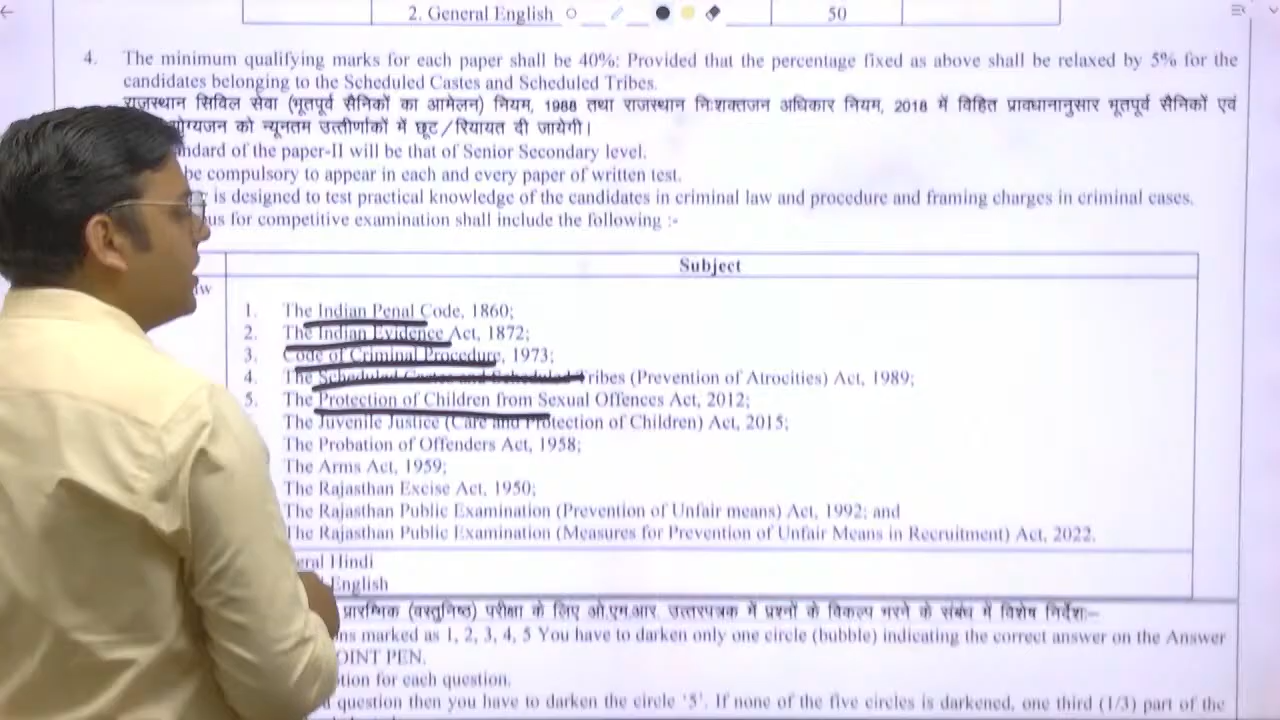 2. General English 50
4. The minimum qualifying marks for each paper shall be 40%: Provided that the percentage fixed as above shall be relaxed by 5% for the
candidates belonging to the Scheduled Castes and Scheduled Tribes.
राजस्थान सिविल सेवा (भूतपूर्व सैनिकों का आमेलन) नियम, 1988 तथा राजस्थान निःशक्तजन अधिकार नियम, 2018 में विहित प्रावधानानुसार भूतपूर्व सैनिकों एवं
को न्यूनतम उत्तीर्णांकों में छूट/रियायत दी जायेगी।
ndard of the paper-II will be that of Senior Secondary level.
be compulsory to appear in each and every paper of written test.
is designed to test practical knowledge of the candidates in criminal law and procedure and framing charges in criminal cases.
us for competitive examination shall include the following :-
Subject
1. The Indian Penal Code, 1860;
2. The Indian Evidence Act, 1872;
3. Code of Criminal Procedure, 1973;
4. The Scheduled Castes and Scheduled Tribes (Prevention of Atrocities) Act, 1989;
5. The Protection of Children from Sexual Offences Act, 2012;
The Juvenile Justice (Care and Protection of Children) Act, 2015;
The Probation of Offenders Act, 1958;
The Arms Act, 1959;
The Rajasthan Excise Act, 1950;
The Rajasthan Public Examination (Prevention of Unfair means) Act, 1992; and
The Rajasthan Public Examination (Measures for Prevention of Unfair Means in Recruitment) Act, 2022.
eral Hindi
English
प्रारम्भिक (वस्तुनिष्ठ) परीक्षा के लिए ओ.एम.आर. उत्तरपत्रक में प्रश्नों के विकल्प भरने के संबंध में विशेष निर्देश:-
ns marked as 1, 2, 3, 4, 5 You have to darken only one circle (bubble) indicating the correct answer on the Answer
OINT PEN.
tion for each question.
question then you have to darken the circle '5'. If none of the five circles is darkened, one third (1/3) part of the